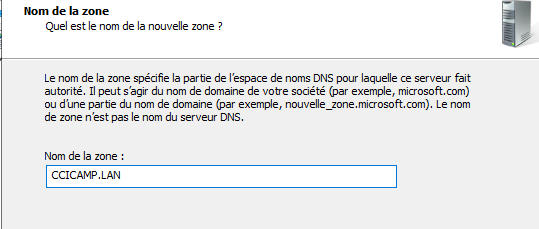 Nom de la zone
Quel est le nom de la nouvelle zone ?
Le nom de la zone spécifie la partie de l'espace de noms DNS pour laquelle ce serveur fait
autorité. Il peut s'agir du nom de domaine de votre société (par exemple, microsoft.com)
ou d'une partie du nom de domaine (par exemple, nouvelle_zone.microsoft.com). Le nom
de zone n'est pas le nom du serveur DNS.
Nom de la zone :
CCICAMP.LAN